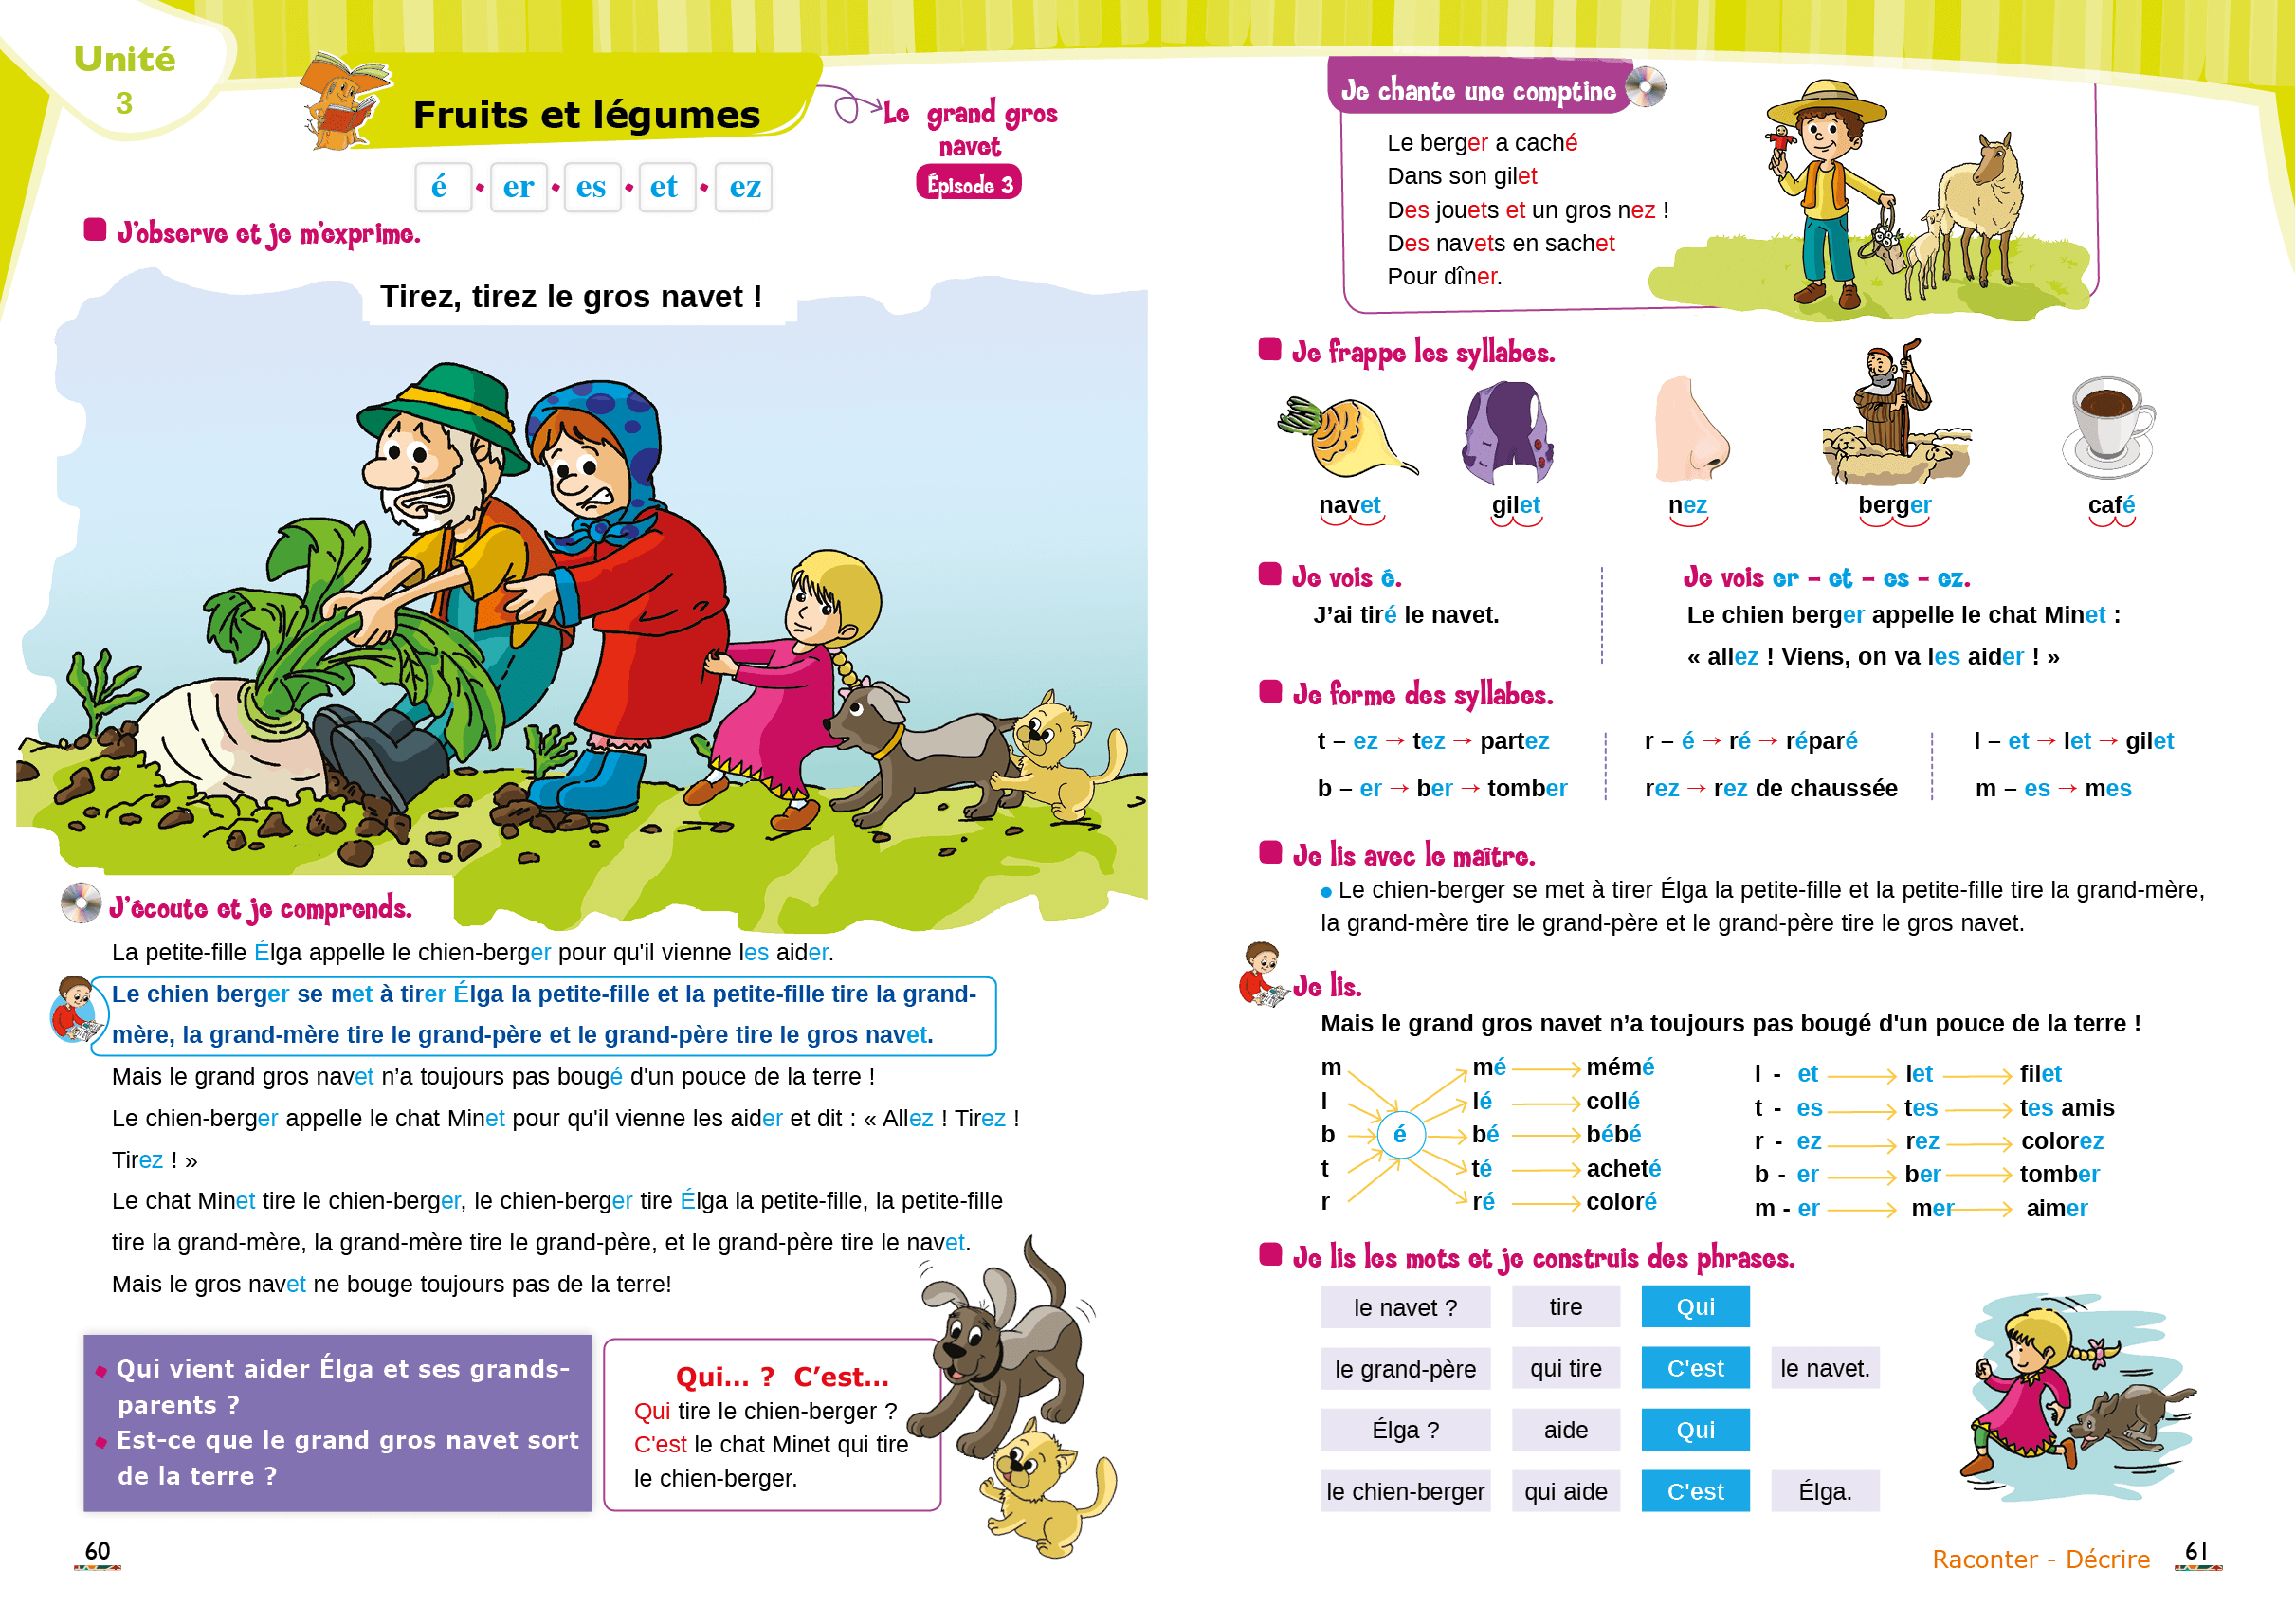 Unité
3
Fruits et légumes
é • er • es • et • ez
Le grand gros
navet
Épisode 3
J'observe et je m'exprime.
Tirez, tirez le gros navet !
J'écoute et je comprends.
La petite-fille Élga appelle le chien-berger pour qu'il vienne les aider.
Le chien berger se met à tirer Élga la petite-fille et la petite-fille tire la grand-
mère, la grand-mère tire le grand-père et le grand-père tire le gros navet.
Mais le grand gros navet n’a toujours pas bougé d'un pouce de la terre !
Le chien-berger appelle le chat Minet pour qu'il vienne les aider et dit : « Allez ! Tirez !
Tirez ! »
Le chat Minet tire le chien-berger, le chien-berger tire Élga la petite-fille, la petite-fille
tire la grand-mère, la grand-mère tire le grand-père, et le grand-père tire le navet.
Mais le gros navet ne bouge toujours pas de la terre!
Qui vient aider Élga et ses grands-
parents ?
Est-ce que le grand gros navet sort
de la terre ?
Qui... ? C’est...
Qui tire le chien-berger ?
C'est le chat Minet qui tire
le chien-berger.
60
Je chante une comptine
Le berger a caché
Dans son gilet
Des jouets et un gros nez !
Des navets en sachet
Pour dîner.
Je frappe les syllabes.
navet gilet nez berger café
Je vois é.
J’ai tiré le navet.
Je vois er – et – es – ez.
Le chien berger appelle le chat Minet :
« allez ! Viens, on va les aider ! »
Je forme des syllabes.
t – ez → tez → partez
b – er → ber → tomber
r – é → ré → réparé
rez → rez de chaussée
l – et → let → gilet
m – es → mes
Je lis avec le maître.
• Le chien-berger se met à tirer Élga la petite-fille et la petite-fille tire la grand-mère,
la grand-mère tire le grand-père et le grand-père tire le gros navet.
Je lis.
Mais le grand gros navet n’a toujours pas bougé d'un pouce de la terre !
m mé mémé
l lé collé
b é bé bébé
t té acheté
r ré coloré
l - et let filet
t - es tes tes amis
r - ez rez colorez
b - er ber tomber
m - er mer aimer
Je lis les mots et je construis des phrases.
le navet ? tire Qui
le grand-père qui tire C'est le navet.
Élga ? aide Qui
le chien-berger qui aide C'est Élga.
Raconter - Décrire
61